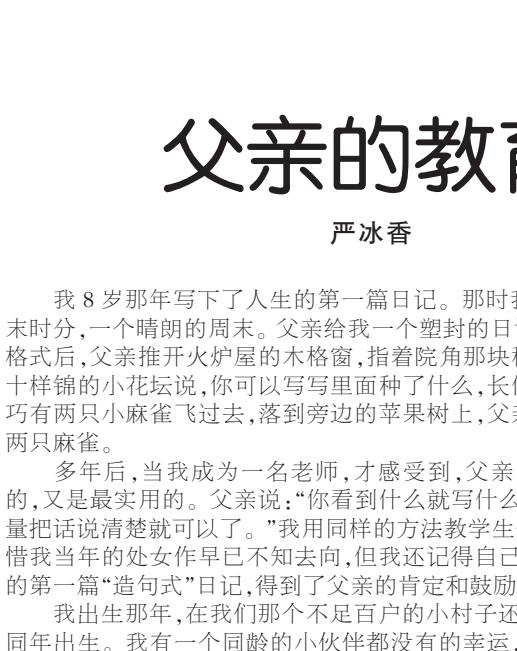 父亲的教
严冰香
我 8 岁那年写下了人生的第一篇日记。那时
末时分,一个晴朗的周末。父亲给我一个塑封的日
格式后,父亲推开火炉屋的木格窗,指着院角那块
十样锦的小花坛说,你可以写写里面种了什么,长
巧有两只小麻雀飞过去,落到旁边的苹果树上,父
两只麻雀。
多年后,当我成为一名老师,才感受到,父亲
的,又是最实用的。父亲说:“你看到什么就写什么
量把话说清楚就可以了。”我用同样的方法教学生
惜我当年的处女作早已不知去向,但我还记得自己
的第一篇“造句式”日记,得到了父亲的肯定和鼓励
我出生那年,在我们那个不足百户的小村子还
同年出生。我有一个同龄的小伙伴都没有的幸运,